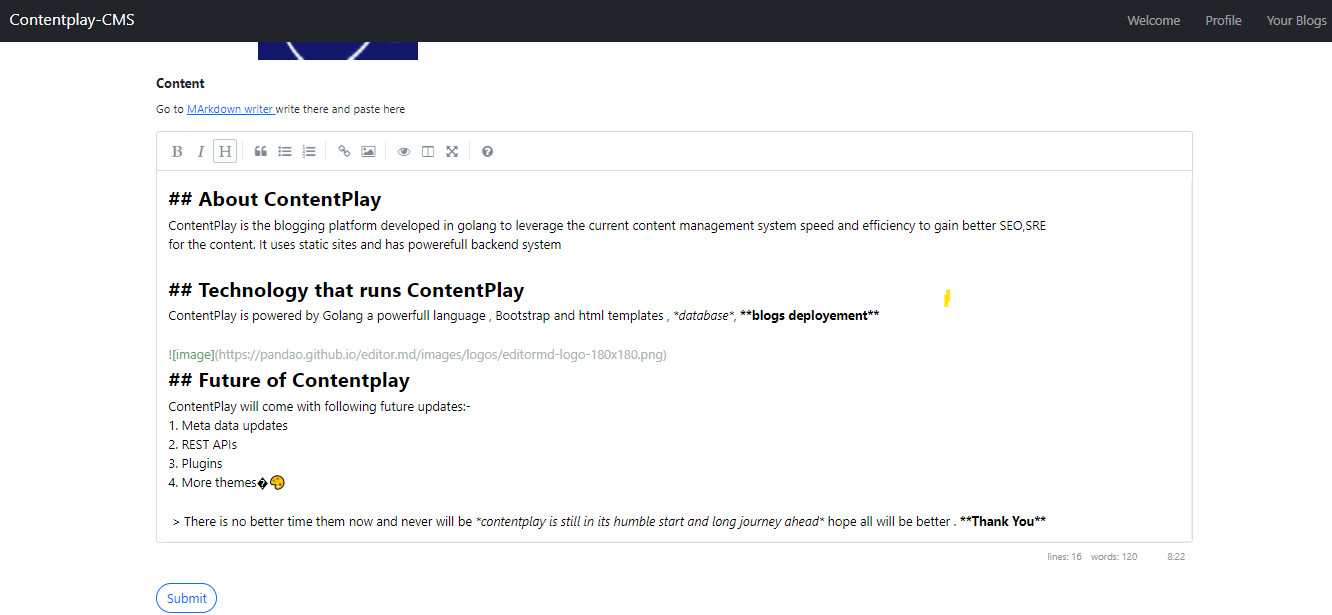 Contentplay-CMS Welcome Profile Your Blogs
Content
Go to MArkdown writer write there and paste here
B I H
## About ContentPlay
ContentPlay is the blogging platform developed in golang to leverage the current content management system speed and efficiency to gain better SEO,SRE
for the content. It uses static sites and has powerefull backend system
## Technology that runs ContentPlay
ContentPlay is powered by Golang a powerfull language , Bootstrap and html templates , *database*, **blogs deployement**
![image](https://pandao.github.io/editor.md/images/logos/editormd-logo-180x180.png)
## Future of Contentplay
ContentPlay will come with following future updates:-
1. Meta data updates
2. REST APIs
3. Plugins
4. More themes�🎨
> There is no better time them now and never will be *contentplay is still in its humble start and long journey ahead* hope all will be better . **Thank You**
lines: 16 words: 120 8:22
Submit